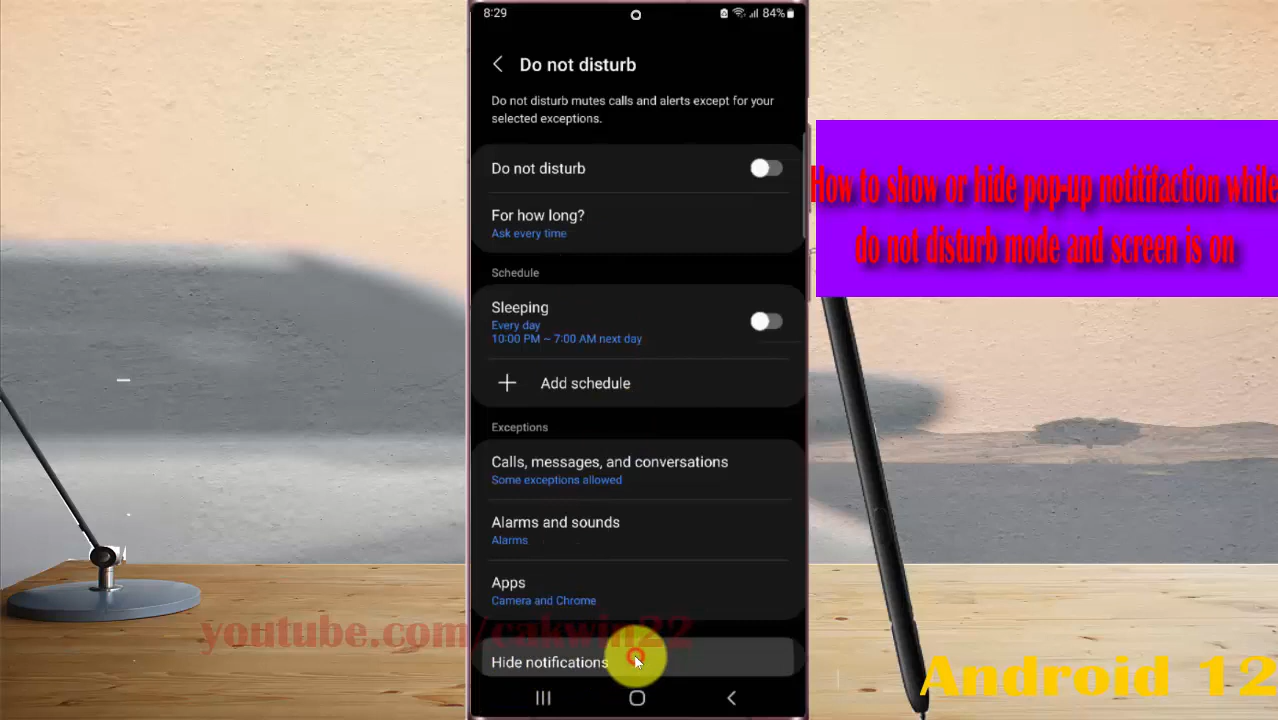 8:29
84%
Do not disturb
Do not disturb mutes calls and alerts except for your
selected exceptions.
Do not disturb
For how long?
Ask every time
Schedule
Sleeping
Every day
10:00 PM ~ 7:00 AM next day
Add schedule
Exceptions
Calls, messages, and conversations
Some exceptions allowed
Alarms and sounds
Alarms
Apps
Camera and Chrome
youtube.com/cakwin22
Hide notifications
How to show or hide pop-up notitifaction while
do not disturb mode and screen is on
Android 12